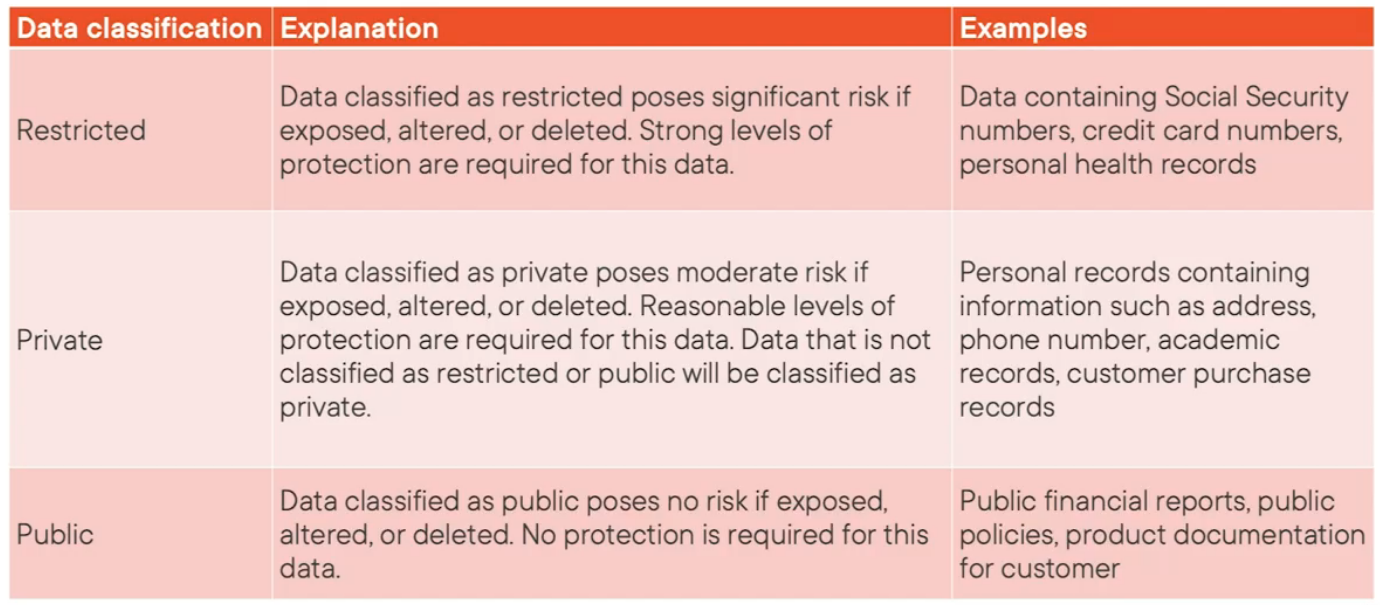 Data classification Explanation Examples
Restricted
Data classified as restricted poses significant risk if
exposed, altered, or deleted. Strong levels of
protection are required for this data.
Data containing Social Security
numbers, credit card numbers,
personal health records
Private
Data classified as private poses moderate risk if
exposed, altered, or deleted. Reasonable levels of
protection are required for this data. Data that is not
classified as restricted or public will be classified as
private.
Personal records containing
information such as address,
phone number, academic
records, customer purchase
records
Public
Data classified as public poses no risk if exposed,
altered, or deleted. No protection is required for this
data.
Public financial reports, public
policies, product documentation
for customer